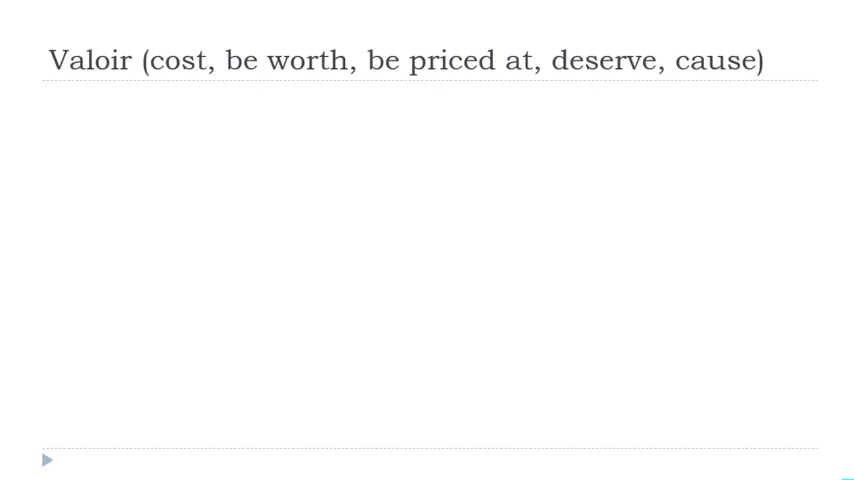 Valoir (cost, be worth, be priced at, deserve, cause)